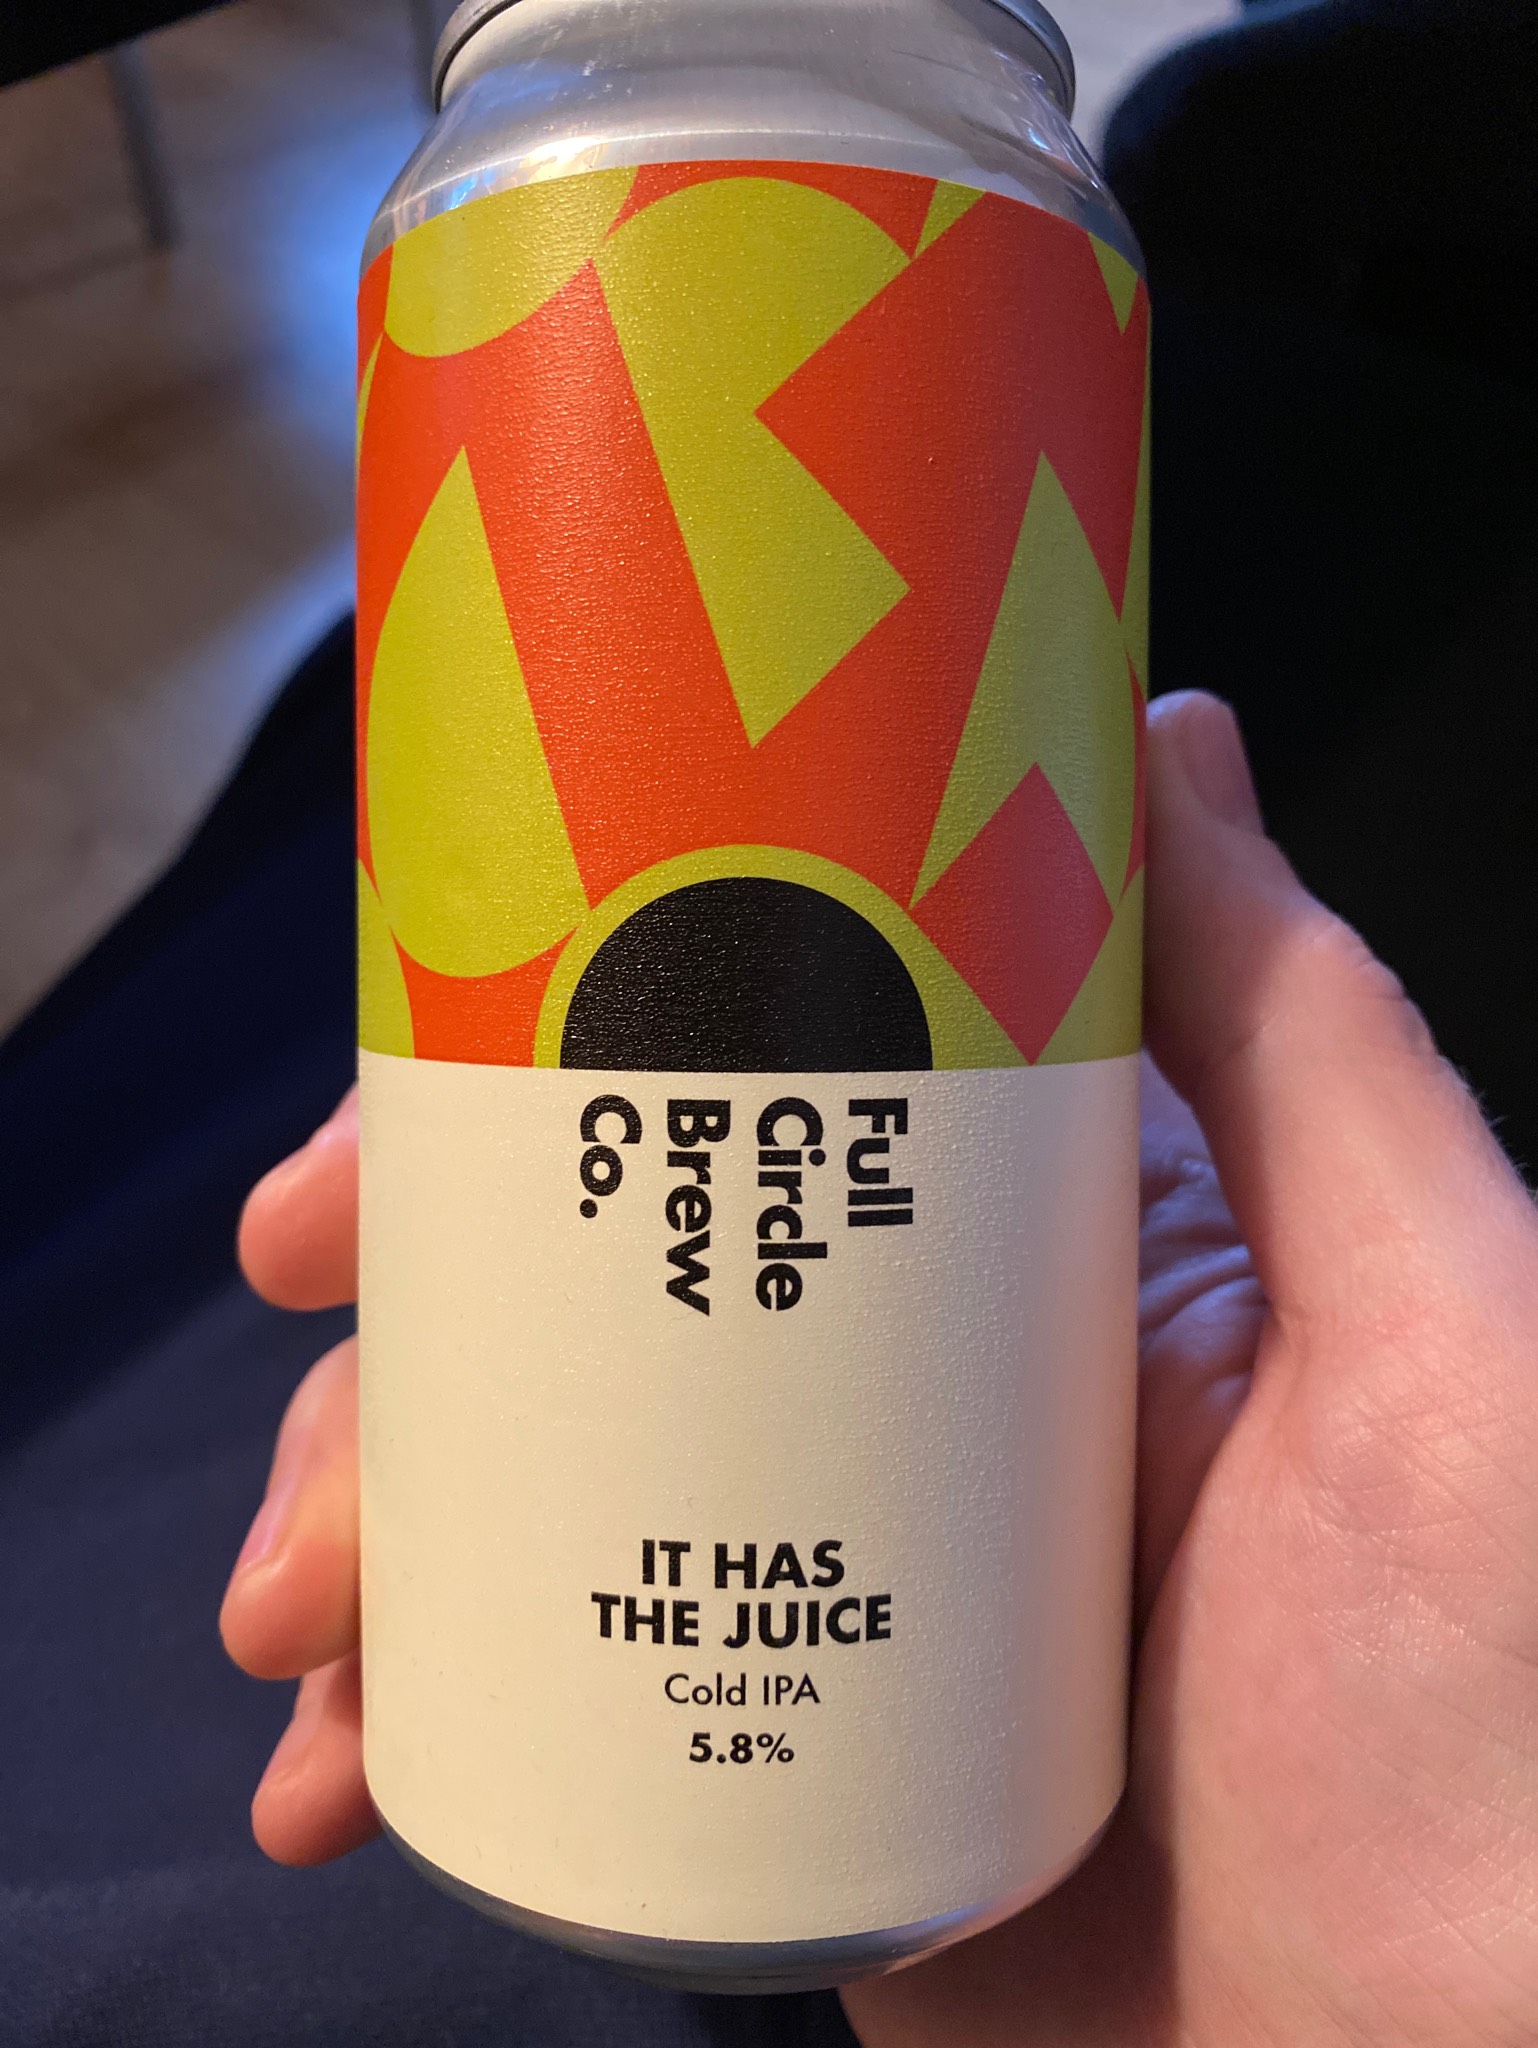 Full
Circle
Brew
Co.
IT HAS
THE JUICE
Cold IPA
5.8%